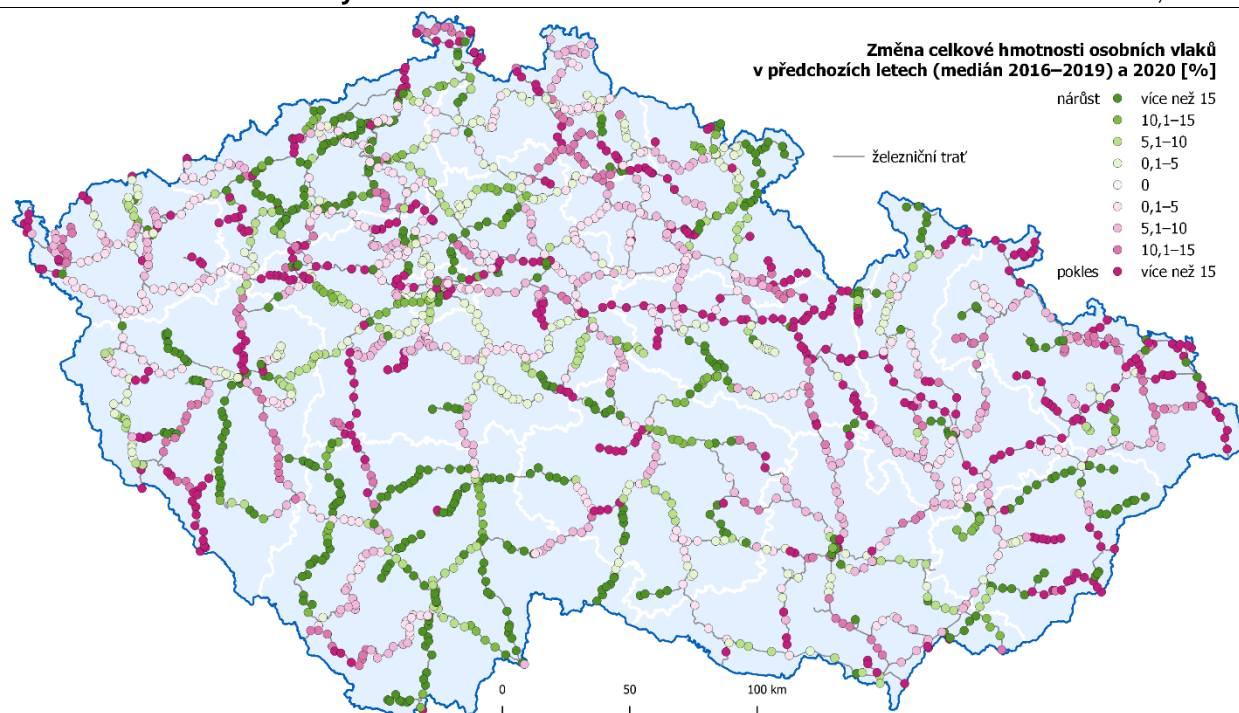 Změna celkové hmotnosti osobních vlaků
v předchozích letech (medián 2016–2019) a 2020 [%]
nárůst více než 15
10,1–15
5,1–10
0,1–5
železniční trať
0
0,1–5
5,1–10
10,1–15
pokles více než 15
0 50 100 km